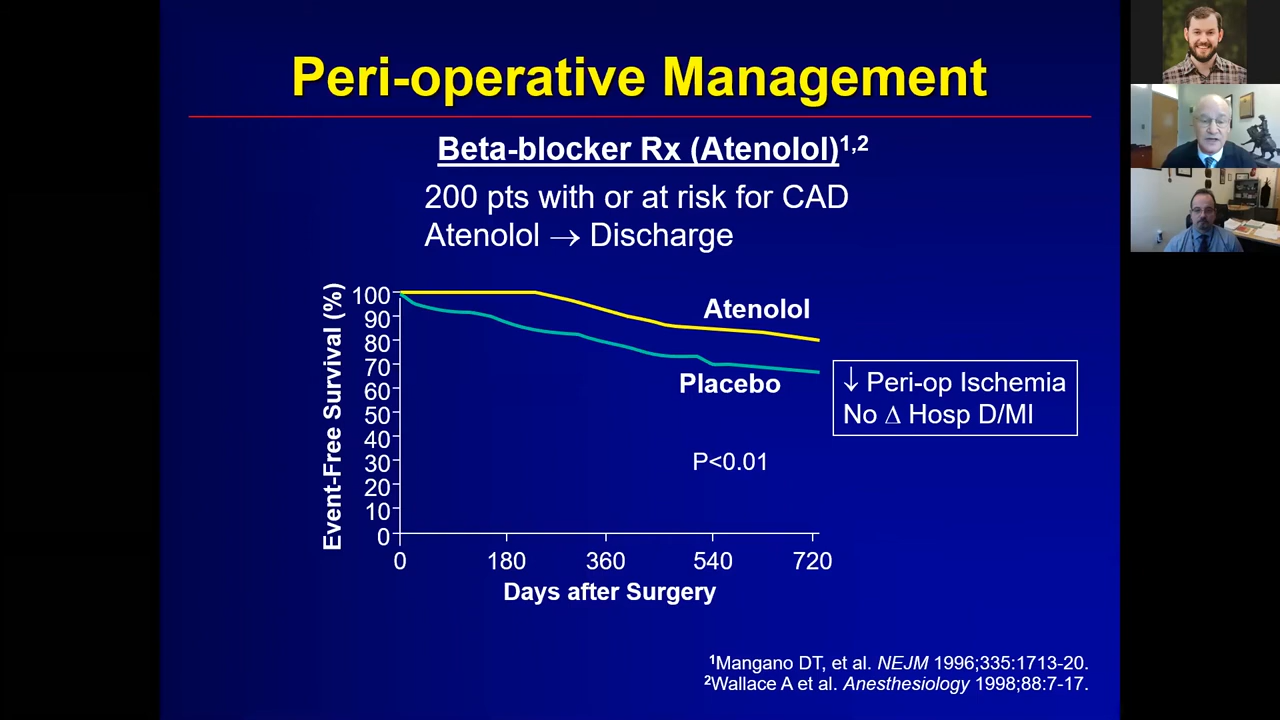 Peri-operative Management
Beta-blocker Rx (Atenolol)1,2
200 pts with or at risk for CAD
Atenolol → Discharge
Event-Free Survival (%)
100
90
80
70
60
50
40
30
20
10
0
Atenolol
Placebo
P<0.01
↓ Peri-op Ischemia
No Δ Hosp D/MI
0 180 360 540 720
Days after Surgery
1Mangano DT, et al. NEJM 1996;335:1713-20.
2Wallace A et al. Anesthesiology 1998;88:7-17.